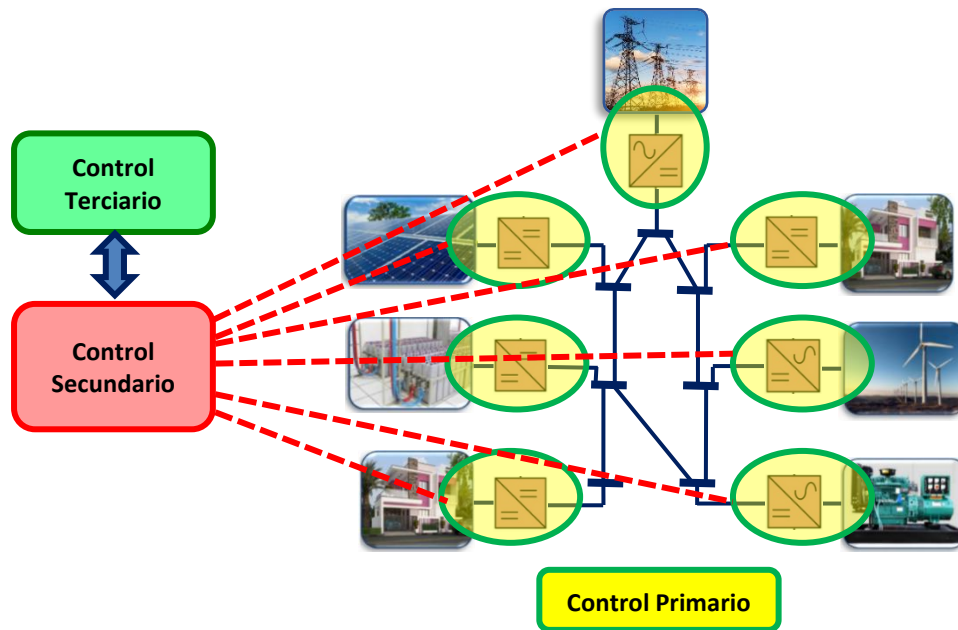 Control
Terciario
Control
Secundario
Control Primario